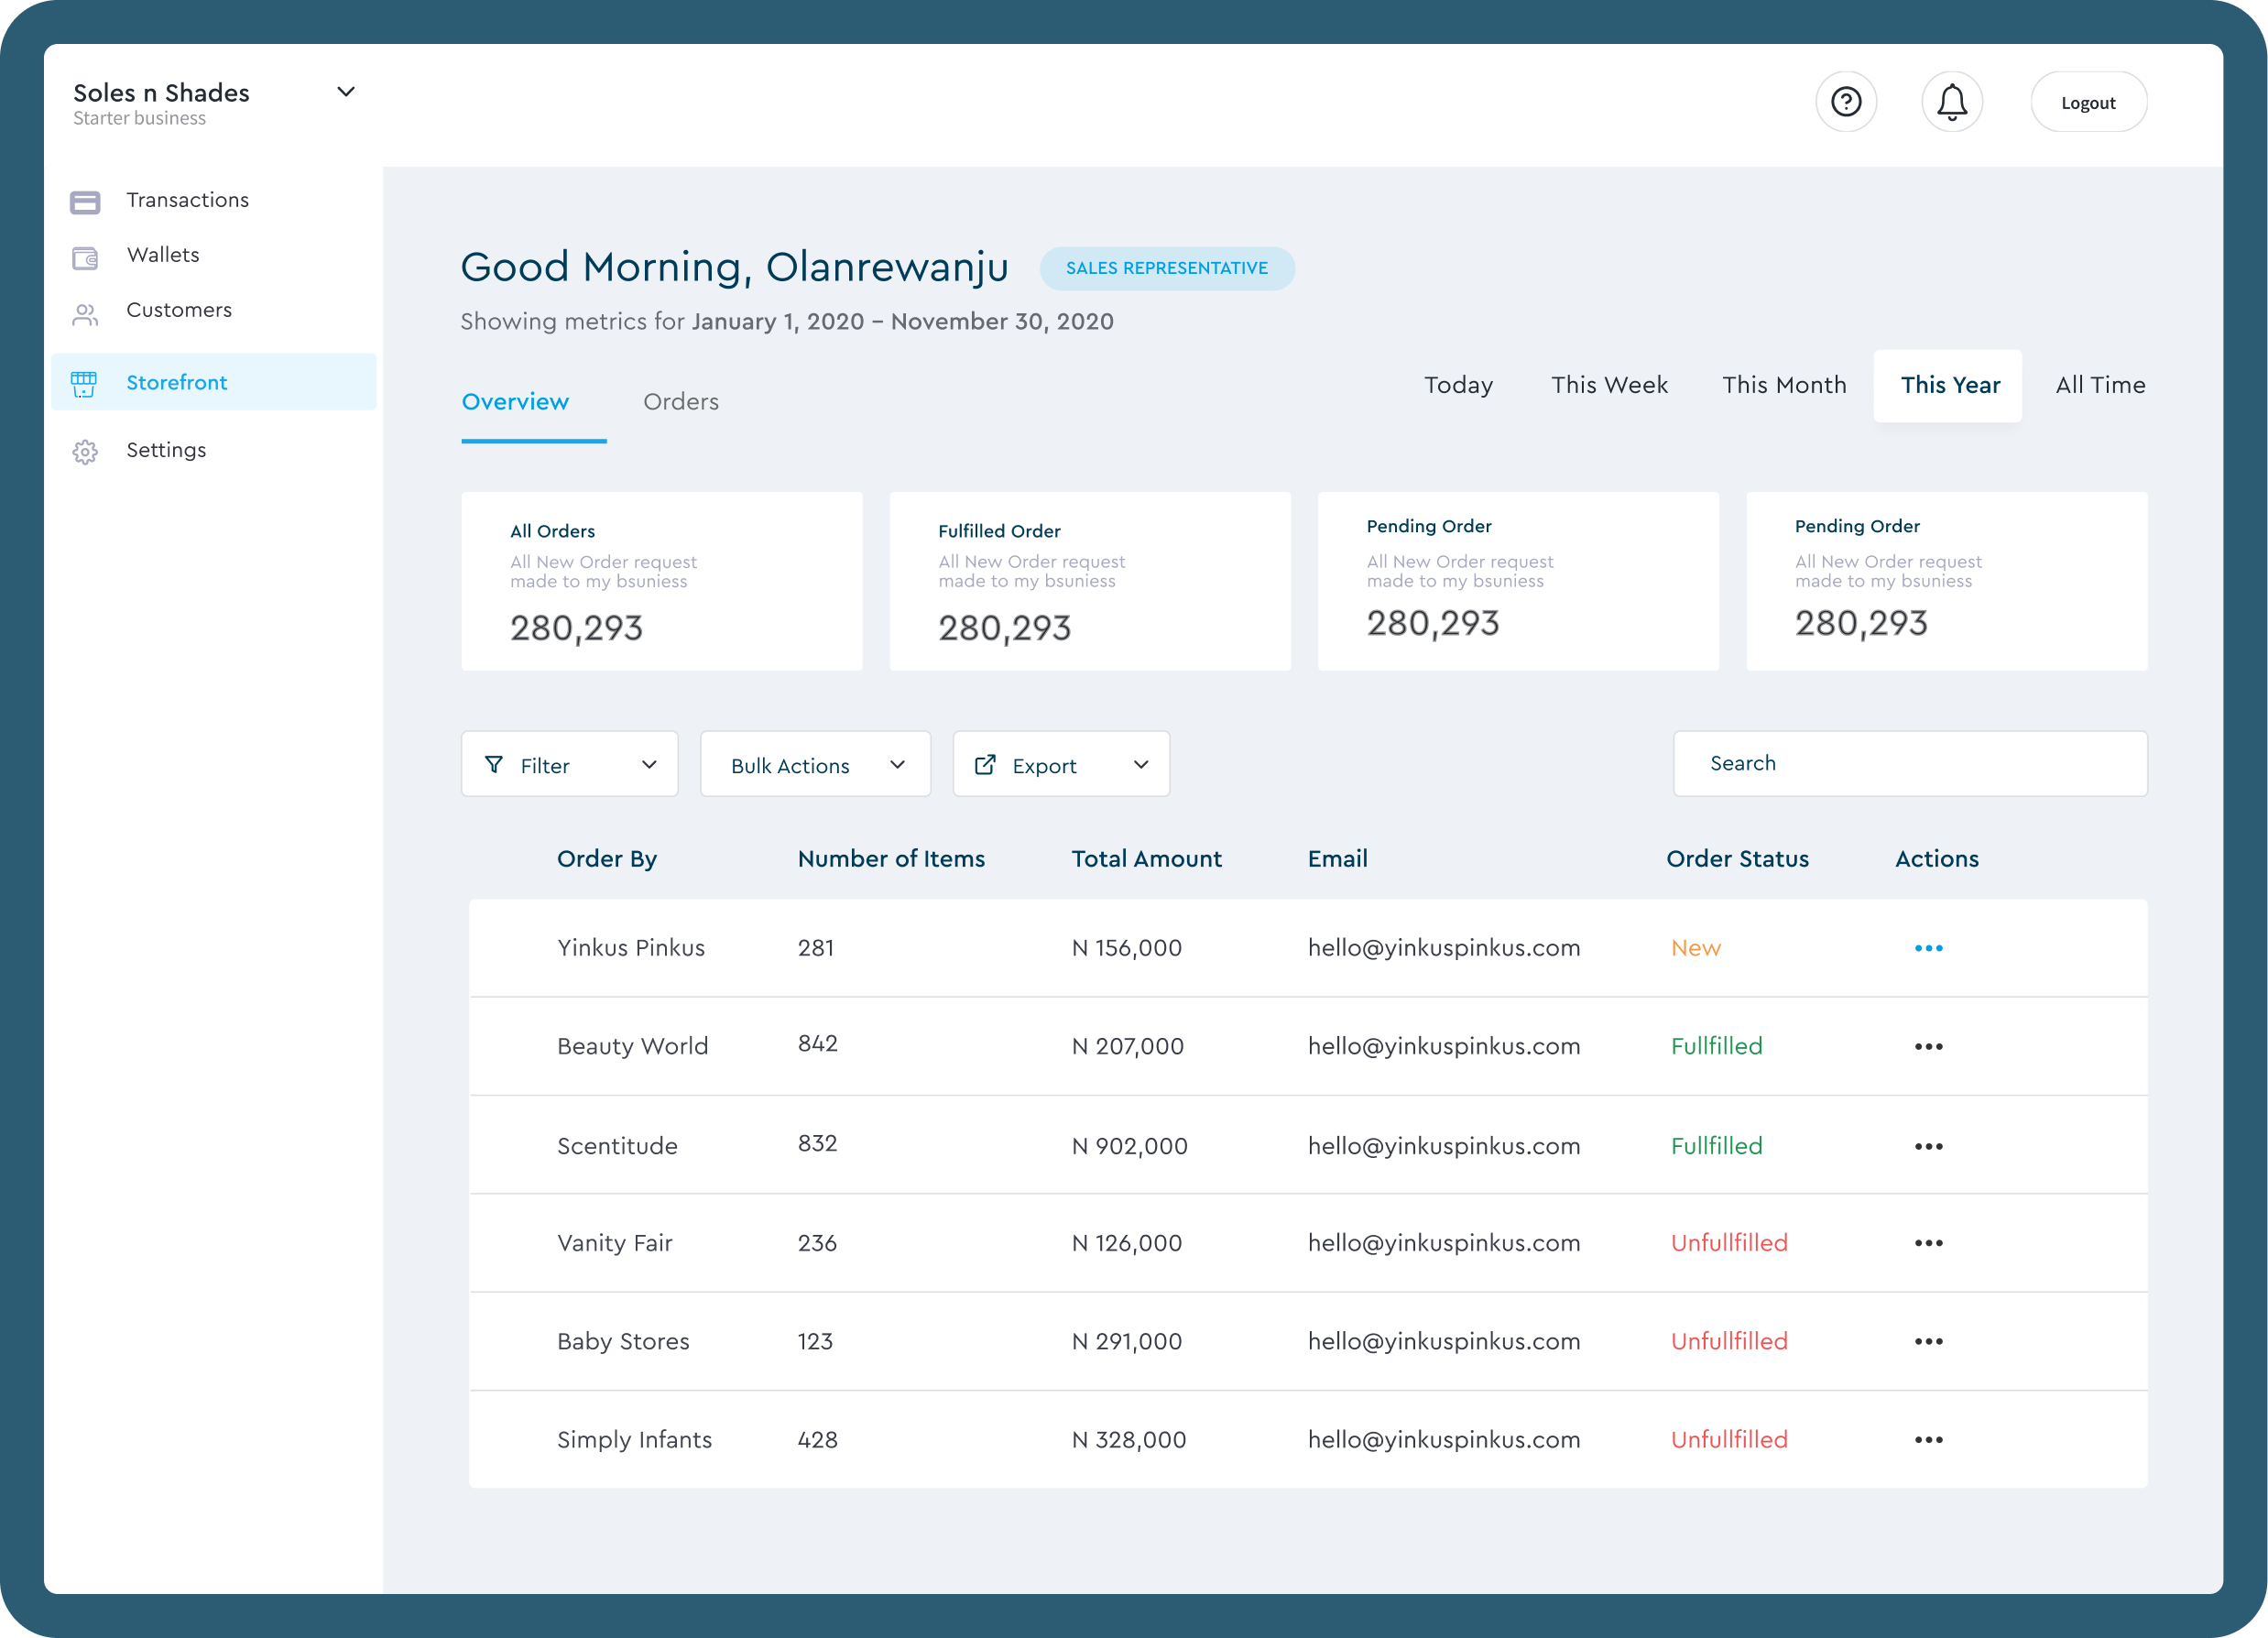 Soles n Shades
Starter business
Logout
Transactions
Wallets
Customers
Storefront
Settings
Good Morning, Olanrewanju
SALES REPRESENTATIVE
Showing metrics for January 1, 2020 – November 30, 2020
Overview
Orders
Today
This Week
This Month
This Year
All Time
All Orders
All New Order request
made to my bsuniess
280,293
Fulfilled Order
All New Order request
made to my bsuniess
280,293
Pending Order
All New Order request
made to my bsuniess
280,293
Pending Order
All New Order request
made to my bsuniess
280,293
Filter
Bulk Actions
Export
Search
Order By Number of Items Total Amount Email Order Status Actions
Yinkus Pinkus 281 N 156,000 hello@yinkuspinkus.com New
Beauty World 842 N 207,000 hello@yinkuspinkus.com Fullfilled
Scentitude 832 N 902,000 hello@yinkuspinkus.com Fullfilled
Vanity Fair 236 N 126,000 hello@yinkuspinkus.com Unfullfilled
Baby Stores 123 N 291,000 hello@yinkuspinkus.com Unfullfilled
Simply Infants 428 N 328,000 hello@yinkuspinkus.com Unfullfilled